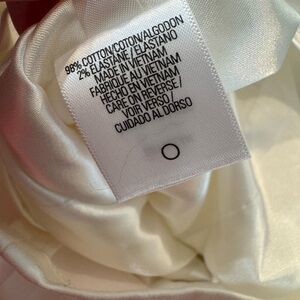 98% COTTON/COTON/ALGODON
2% ELASTANE/ELASTANO
MADE IN VIETNAM
FABRIQUÉ AU VIETNAM
HECHO EN VIETNAM
CARE ON REVERSE/
VOIR VERSO/
CUIDADO AL DORSO